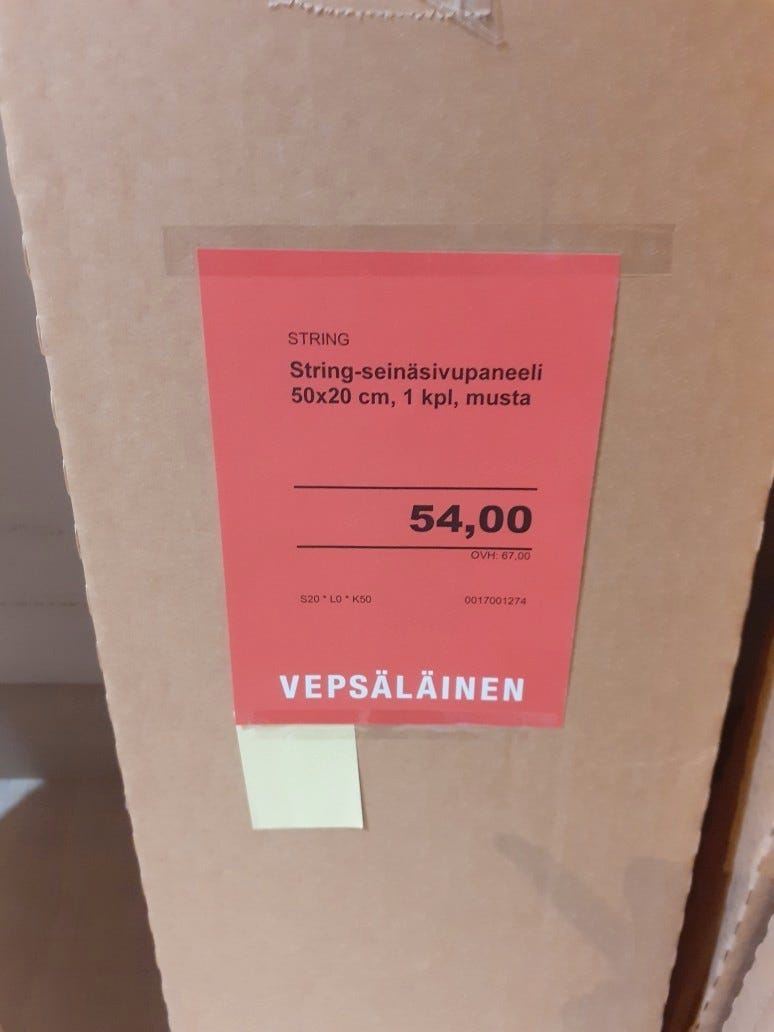 STRING
String-seinäsivupaneeli
50x20 cm, 1 kpl, musta
54,00
OVH: 67,00
S20 * L0 * K50 0017001274
VEPSÄLÄINEN